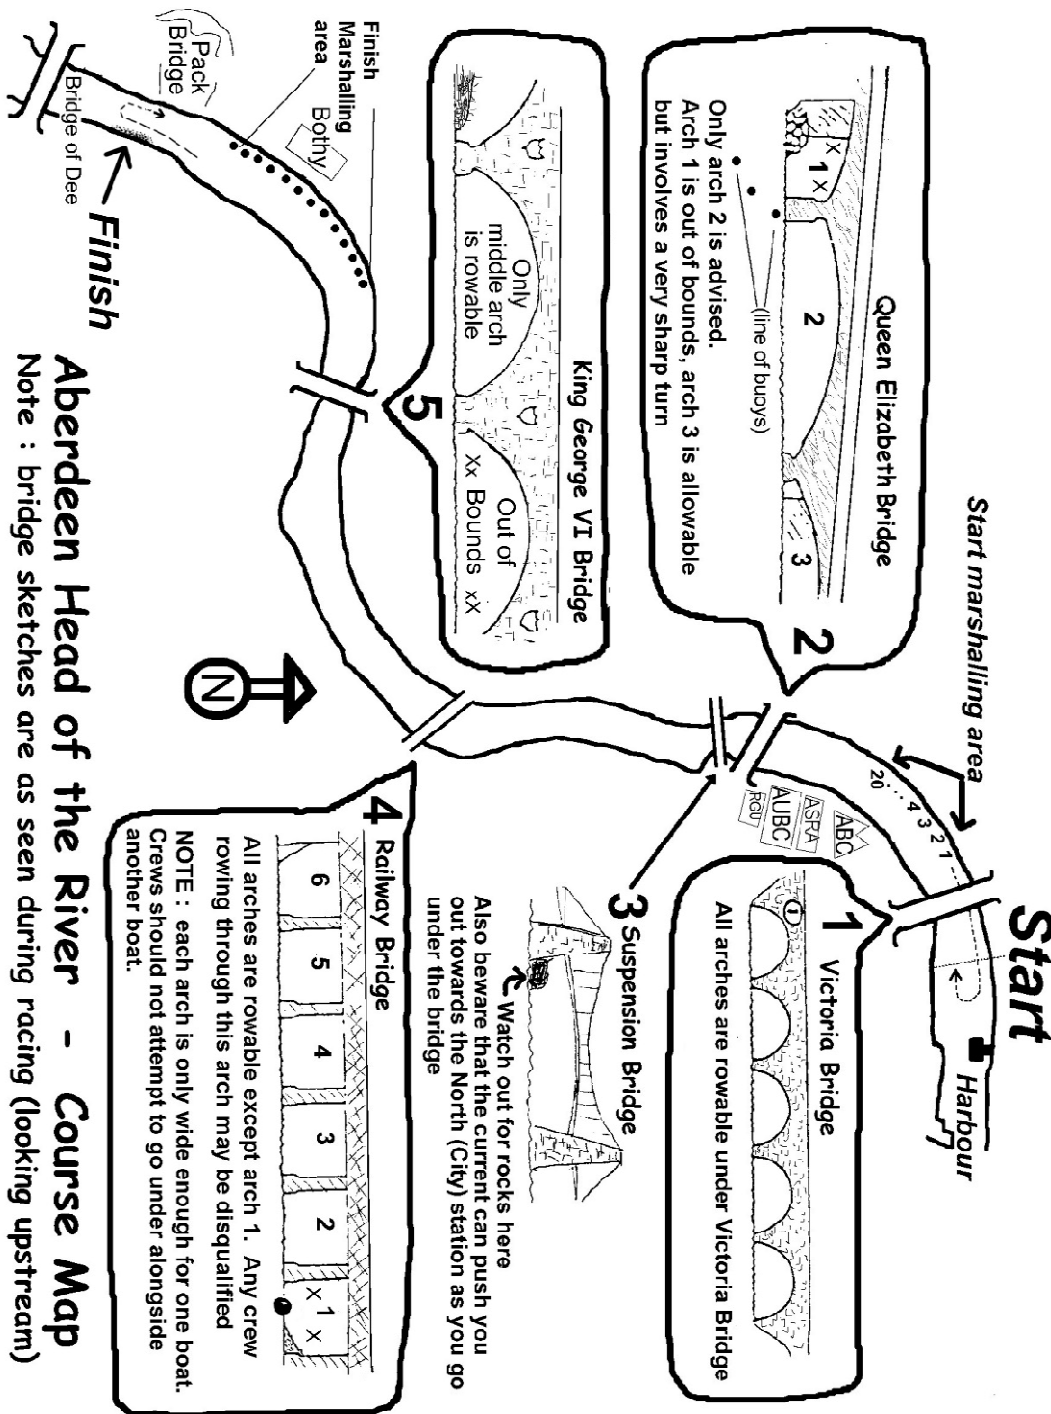 Start
Start marshalling area
Harbour
20.... 4 3 2 1
ABC
ASRA
AUBC
RGU
1
Victoria Bridge
1
All arches are rowable under Victoria Bridge
2
Queen Elizabeth Bridge
X
1 X
2
3
(line of buoys)
Only arch 2 is advised.
Arch 1 is out of bounds, arch 3 is allowable
but involves a very sharp turn
3 Suspension Bridge
Watch out for rocks here
Also beware that the current can push you
out towards the North (City) station as you go
under the bridge
4
Railway Bridge
6 5 4 3 2 X 1 X
All arches are rowable except arch 1. Any crew
rowing through this arch may be disqualified
NOTE : each arch is only wide enough for one boat.
Crews should not attempt to go under alongside
another boat.
5
King George VI Bridge
Only
middle arch
is rowable
Out of
Xx Bounds xX
Finish
Marshalling
area
Bothy
Pack
Bridge
Bridge of Dee
Finish
N
Aberdeen Head of the River - Course Map
Note : bridge sketches are as seen during racing (looking upstream)